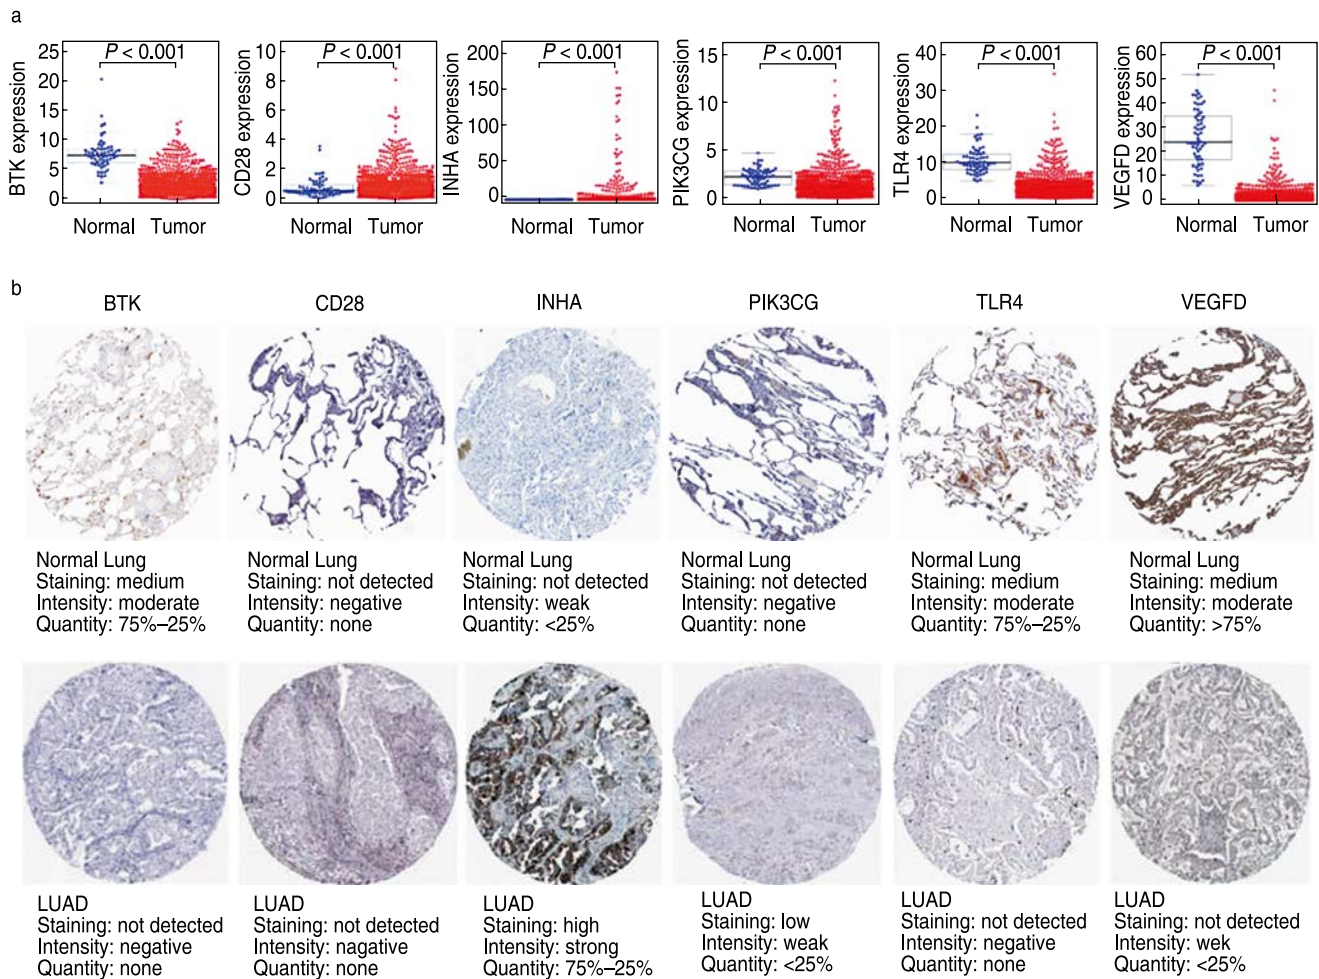 a
BTK expression
25
20
15
10
5
0
P < 0.001
Normal Tumor
CD28 expression
10
8
6
4
2
0
P < 0.001
Normal Tumor
INHA expression
200
150
100
50
0
P < 0.001
Normal Tumor
PIK3CG expression
15
10
5
0
P < 0.001
Normal Tumor
TLR4 expression
40
30
20
10
0
P < 0.001
Normal Tumor
VEGFD expression
60
50
40
30
20
10
0
P < 0.001
Normal Tumor
b
BTK CD28 INHA PIK3CG TLR4 VEGFD
Normal Lung
Staining: medium
Intensity: moderate
Quantity: 75%–25%
Normal Lung
Staining: not detected
Intensity: negative
Quantity: none
Normal Lung
Staining: not detected
Intensity: weak
Quantity: <25%
Normal Lung
Staining: not detected
Intensity: negative
Quantity: none
Normal Lung
Staining: medium
Intensity: moderate
Quantity: 75%–25%
Normal Lung
Staining: medium
Intensity: moderate
Quantity: >75%
LUAD
Staining: not detected
Intensity: negative
Quantity: none
LUAD
Staining: not detected
Intensity: nagative
Quantity: none
LUAD
Staining: high
Intensity: strong
Quantity: 75%–25%
LUAD
Staining: low
Intensity: weak
Quantity: <25%
LUAD
Staining: not detected
Intensity: negative
Quantity: none
LUAD
Staining: not detected
Intensity: wek
Quantity: <25%